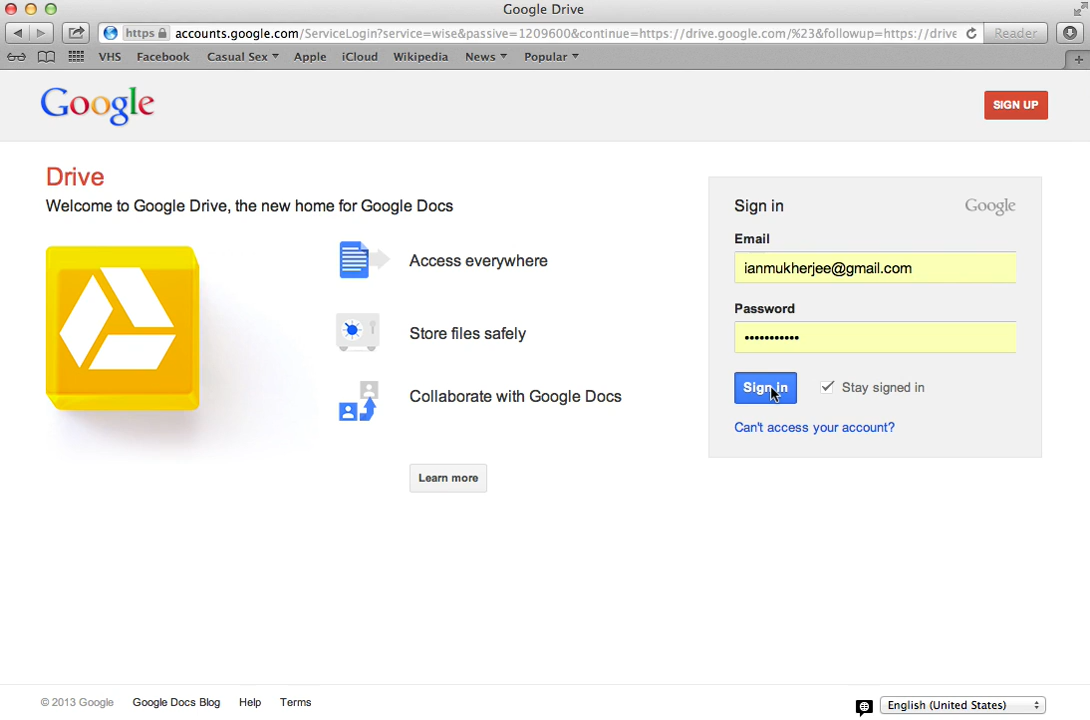 Google Drive
https accounts.google.com/ServiceLogin?service=wise&passive=1209600&continue=https://drive.google.com/%23&followup=https://drive
Reader
VHS Facebook Casual Sex Apple iCloud Wikipedia News Popular
Google
SIGN UP
Drive
Welcome to Google Drive, the new home for Google Docs
Access everywhere
Store files safely
Collaborate with Google Docs
Learn more
Sign in Google
Email
ianmukherjee@gmail.com
Password
•••••••••••
Sign in Stay signed in
Can't access your account?
© 2013 Google Google Docs Blog Help Terms
English (United States)